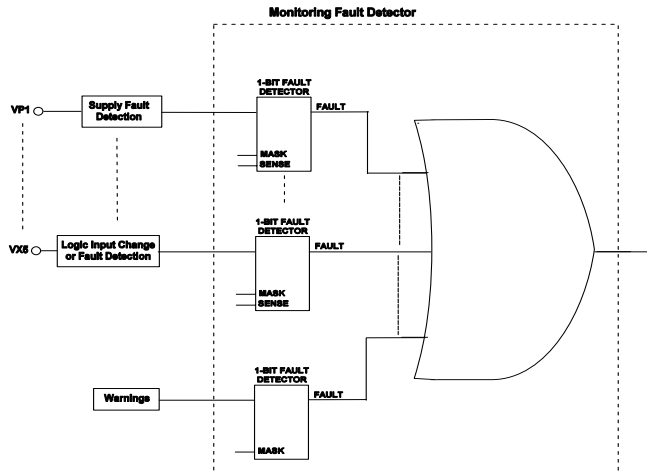 Monitoring Fault Detector
1-BIT FAULT
DETECTOR
VP1
Supply Fault
Detection
FAULT
MASK
SENSE
1-BIT FAULT
DETECTOR
VX5
Logic Input Change
or Fault Detection
FAULT
MASK
SENSE
1-BIT FAULT
DETECTOR
Warnings
FAULT
MASK